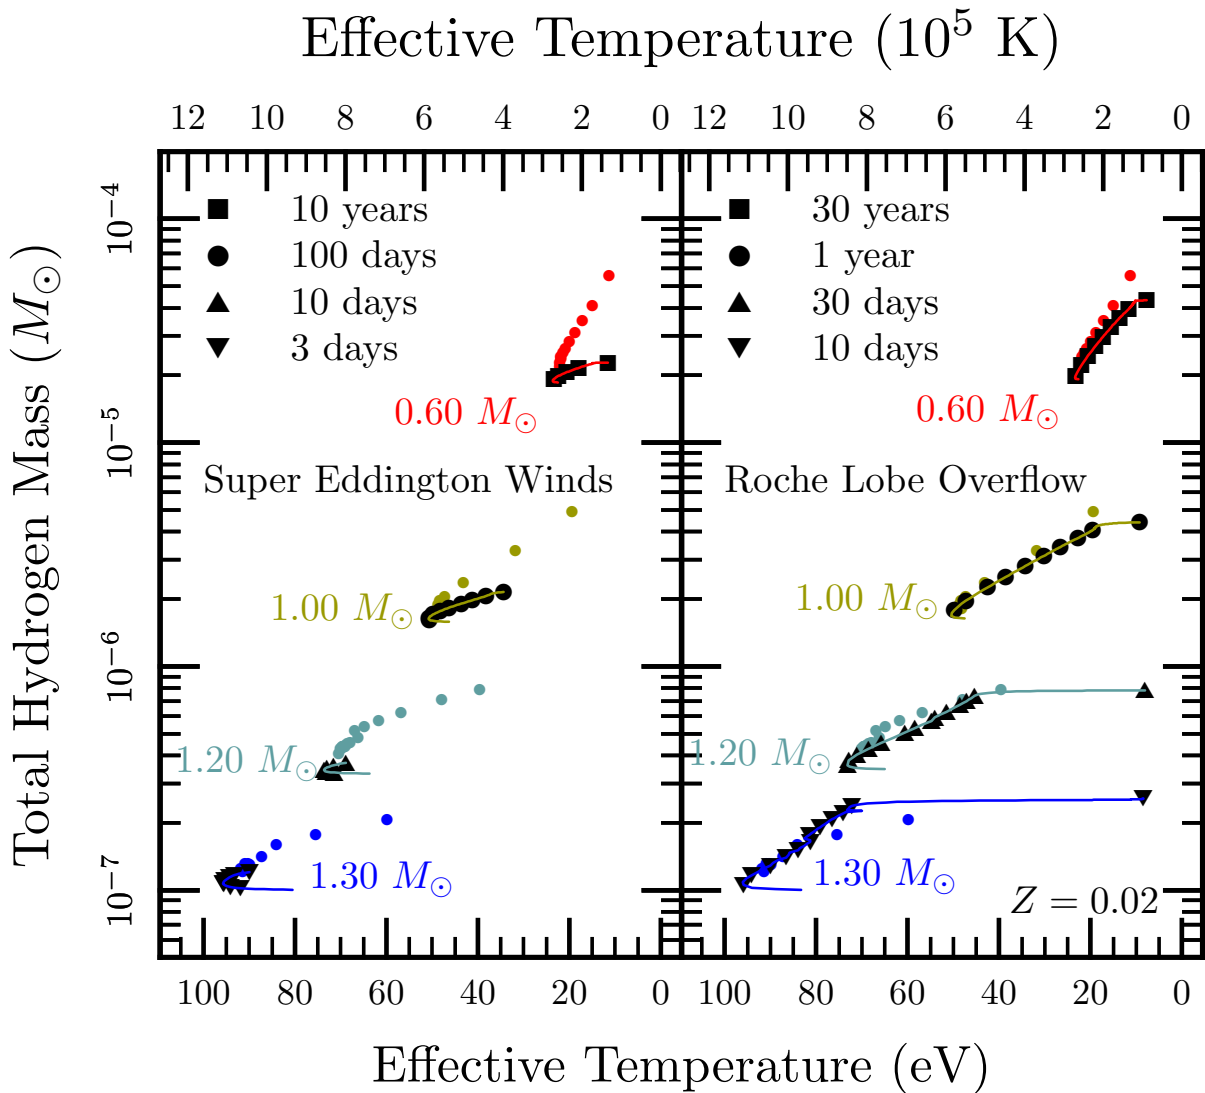 Effective Temperature (10⁵ K)
12 10 8 6 4 2 0 12 10 8 6 4 2 0
Total Hydrogen Mass (M⊙)
10⁻⁴
10⁻⁵
10⁻⁶
10⁻⁷
10 years
100 days
10 days
3 days
0.60 M⊙
Super Eddington Winds
1.00 M⊙
1.20 M⊙
1.30 M⊙
30 years
1 year
30 days
10 days
0.60 M⊙
Roche Lobe Overflow
1.00 M⊙
1.20 M⊙
1.30 M⊙
Z = 0.02
100 80 60 40 20 0 100 80 60 40 20 0
Effective Temperature (eV)